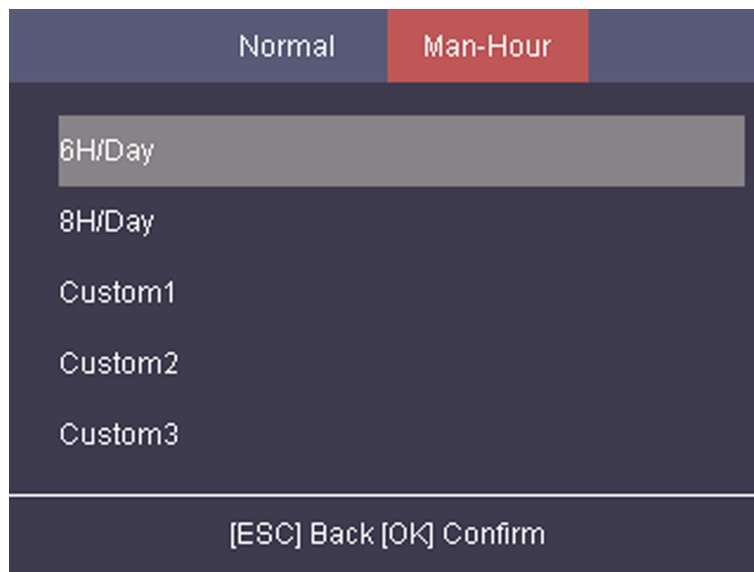 Normal Man-Hour
6H/Day
8H/Day
Custom1
Custom2
Custom3
[ESC] Back [OK] Confirm